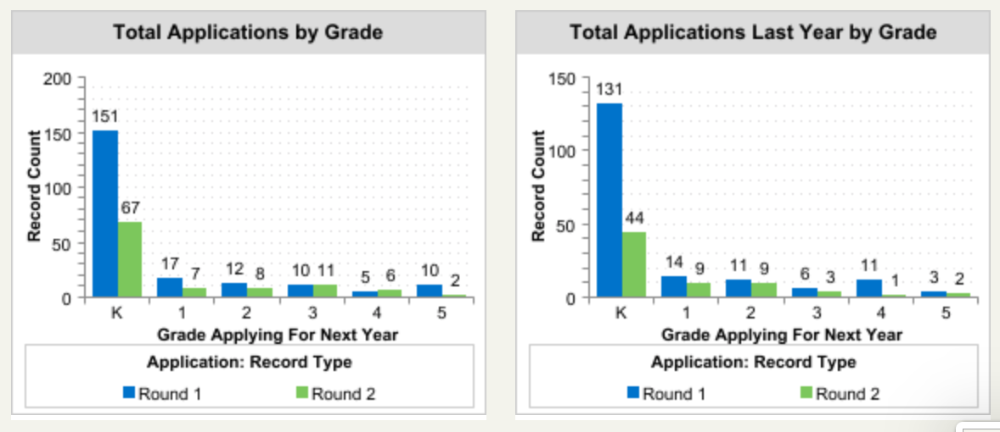 Total Applications by Grade
200
150
100
50
0
Record Count
151
67
17
7
12
8
10
11
5
6
10
2
K 1 2 3 4 5
Grade Applying For Next Year
Application: Record Type
Round 1 Round 2
Total Applications Last Year by Grade
150
100
50
0
Record Count
131
44
14
9
11
9
6
3
11
1
3
2
K 1 2 3 4 5
Grade Applying For Next Year
Application: Record Type
Round 1 Round 2